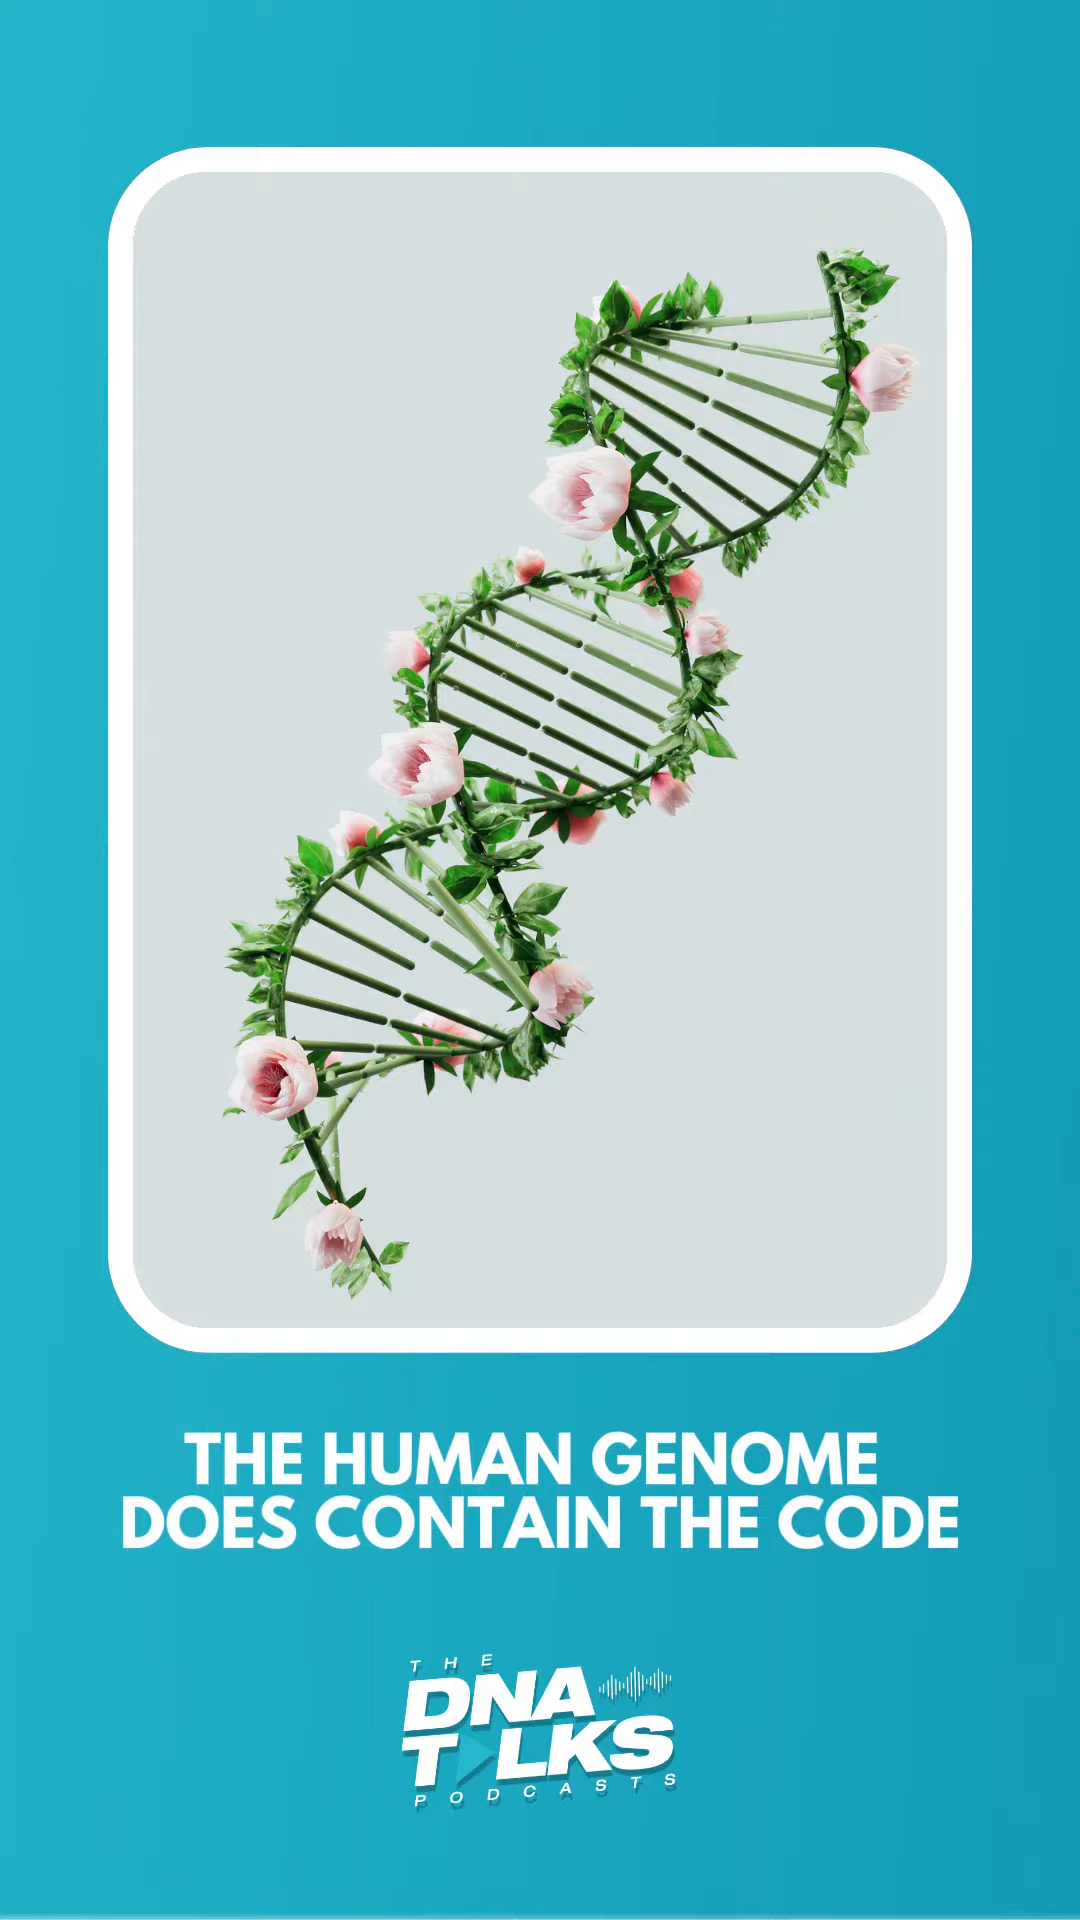 THE HUMAN GENOME
DOES CONTAIN THE CODE
THE
DNA
TALKS
PODCASTS